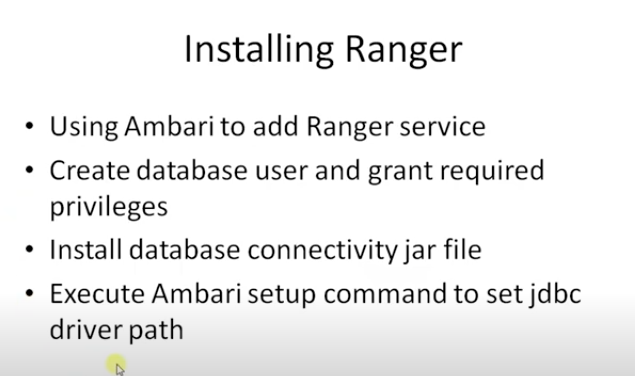 Installing Ranger
• Using Ambari to add Ranger service
• Create database user and grant required
privileges
• Install database connectivity jar file
• Execute Ambari setup command to set jdbc
driver path